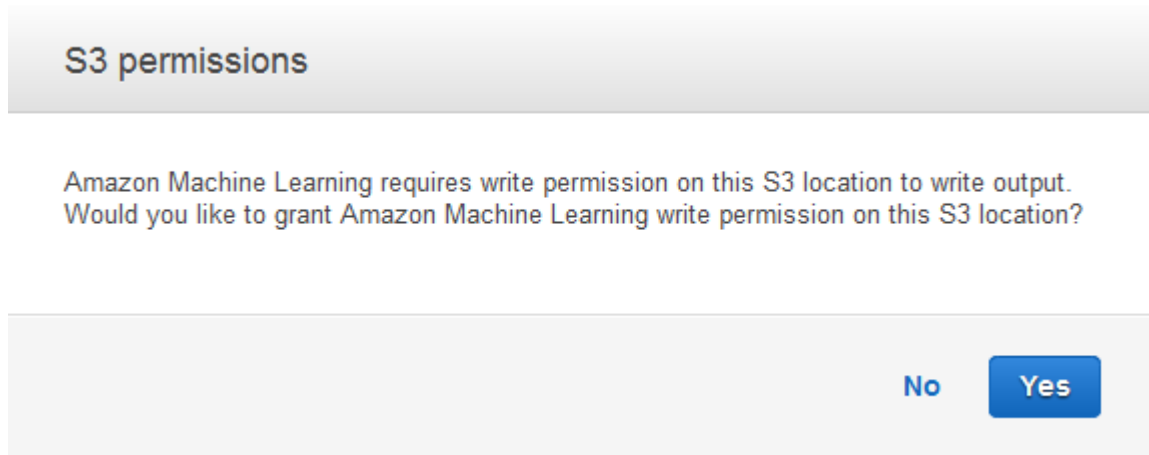 S3 permissions
Amazon Machine Learning requires write permission on this S3 location to write output.
Would you like to grant Amazon Machine Learning write permission on this S3 location?
No Yes